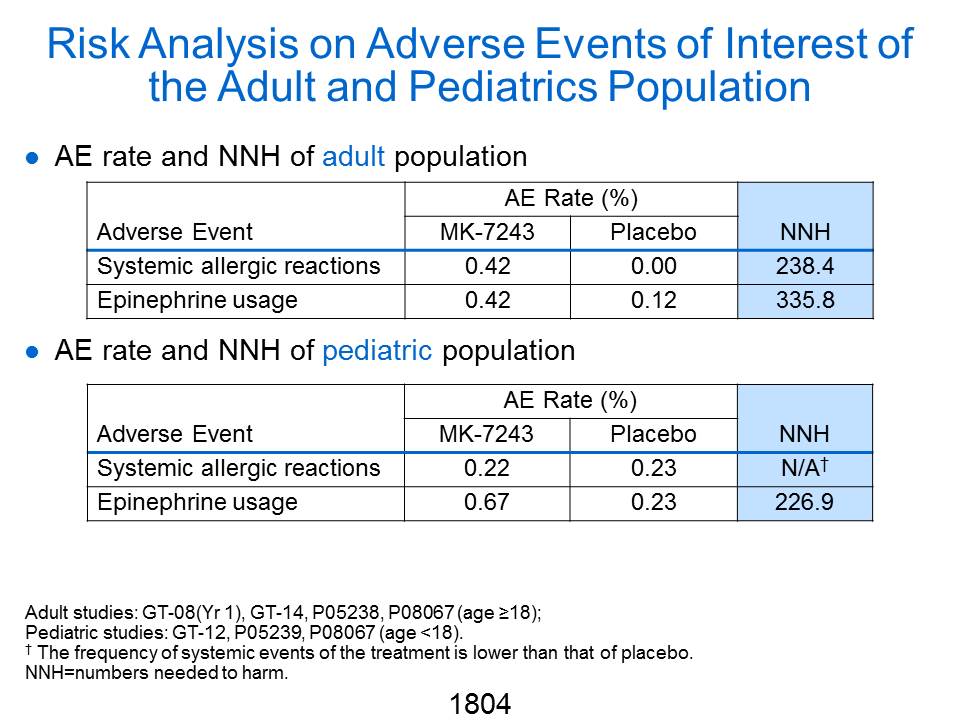 Risk Analysis on Adverse Events of Interest of
the Adult and Pediatrics Population
● AE rate and NNH of adult population
AE Rate (%)
Adverse Event MK-7243 Placebo NNH
Systemic allergic reactions 0.42 0.00 238.4
Epinephrine usage 0.42 0.12 335.8
● AE rate and NNH of pediatric population
AE Rate (%)
Adverse Event MK-7243 Placebo NNH
Systemic allergic reactions 0.22 0.23 N/A†
Epinephrine usage 0.67 0.23 226.9
Adult studies: GT-08(Yr 1), GT-14, P05238, P08067 (age ≥18);
Pediatric studies: GT-12, P05239, P08067 (age <18).
† The frequency of systemic events of the treatment is lower than that of placebo.
NNH=numbers needed to harm.
1804